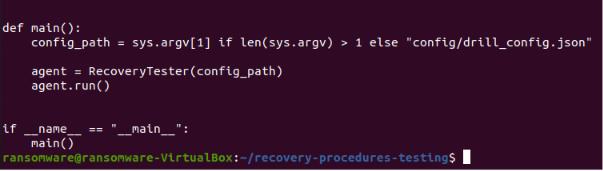 def main():
    config_path = sys.argv[1] if len(sys.argv) > 1 else "config/drill_config.json"
    agent = RecoveryTester(config_path)
    agent.run()
if __name__ == "__main__":
    main()
ransomware@ransomware-VirtualBox:~/recovery-procedures-testing$